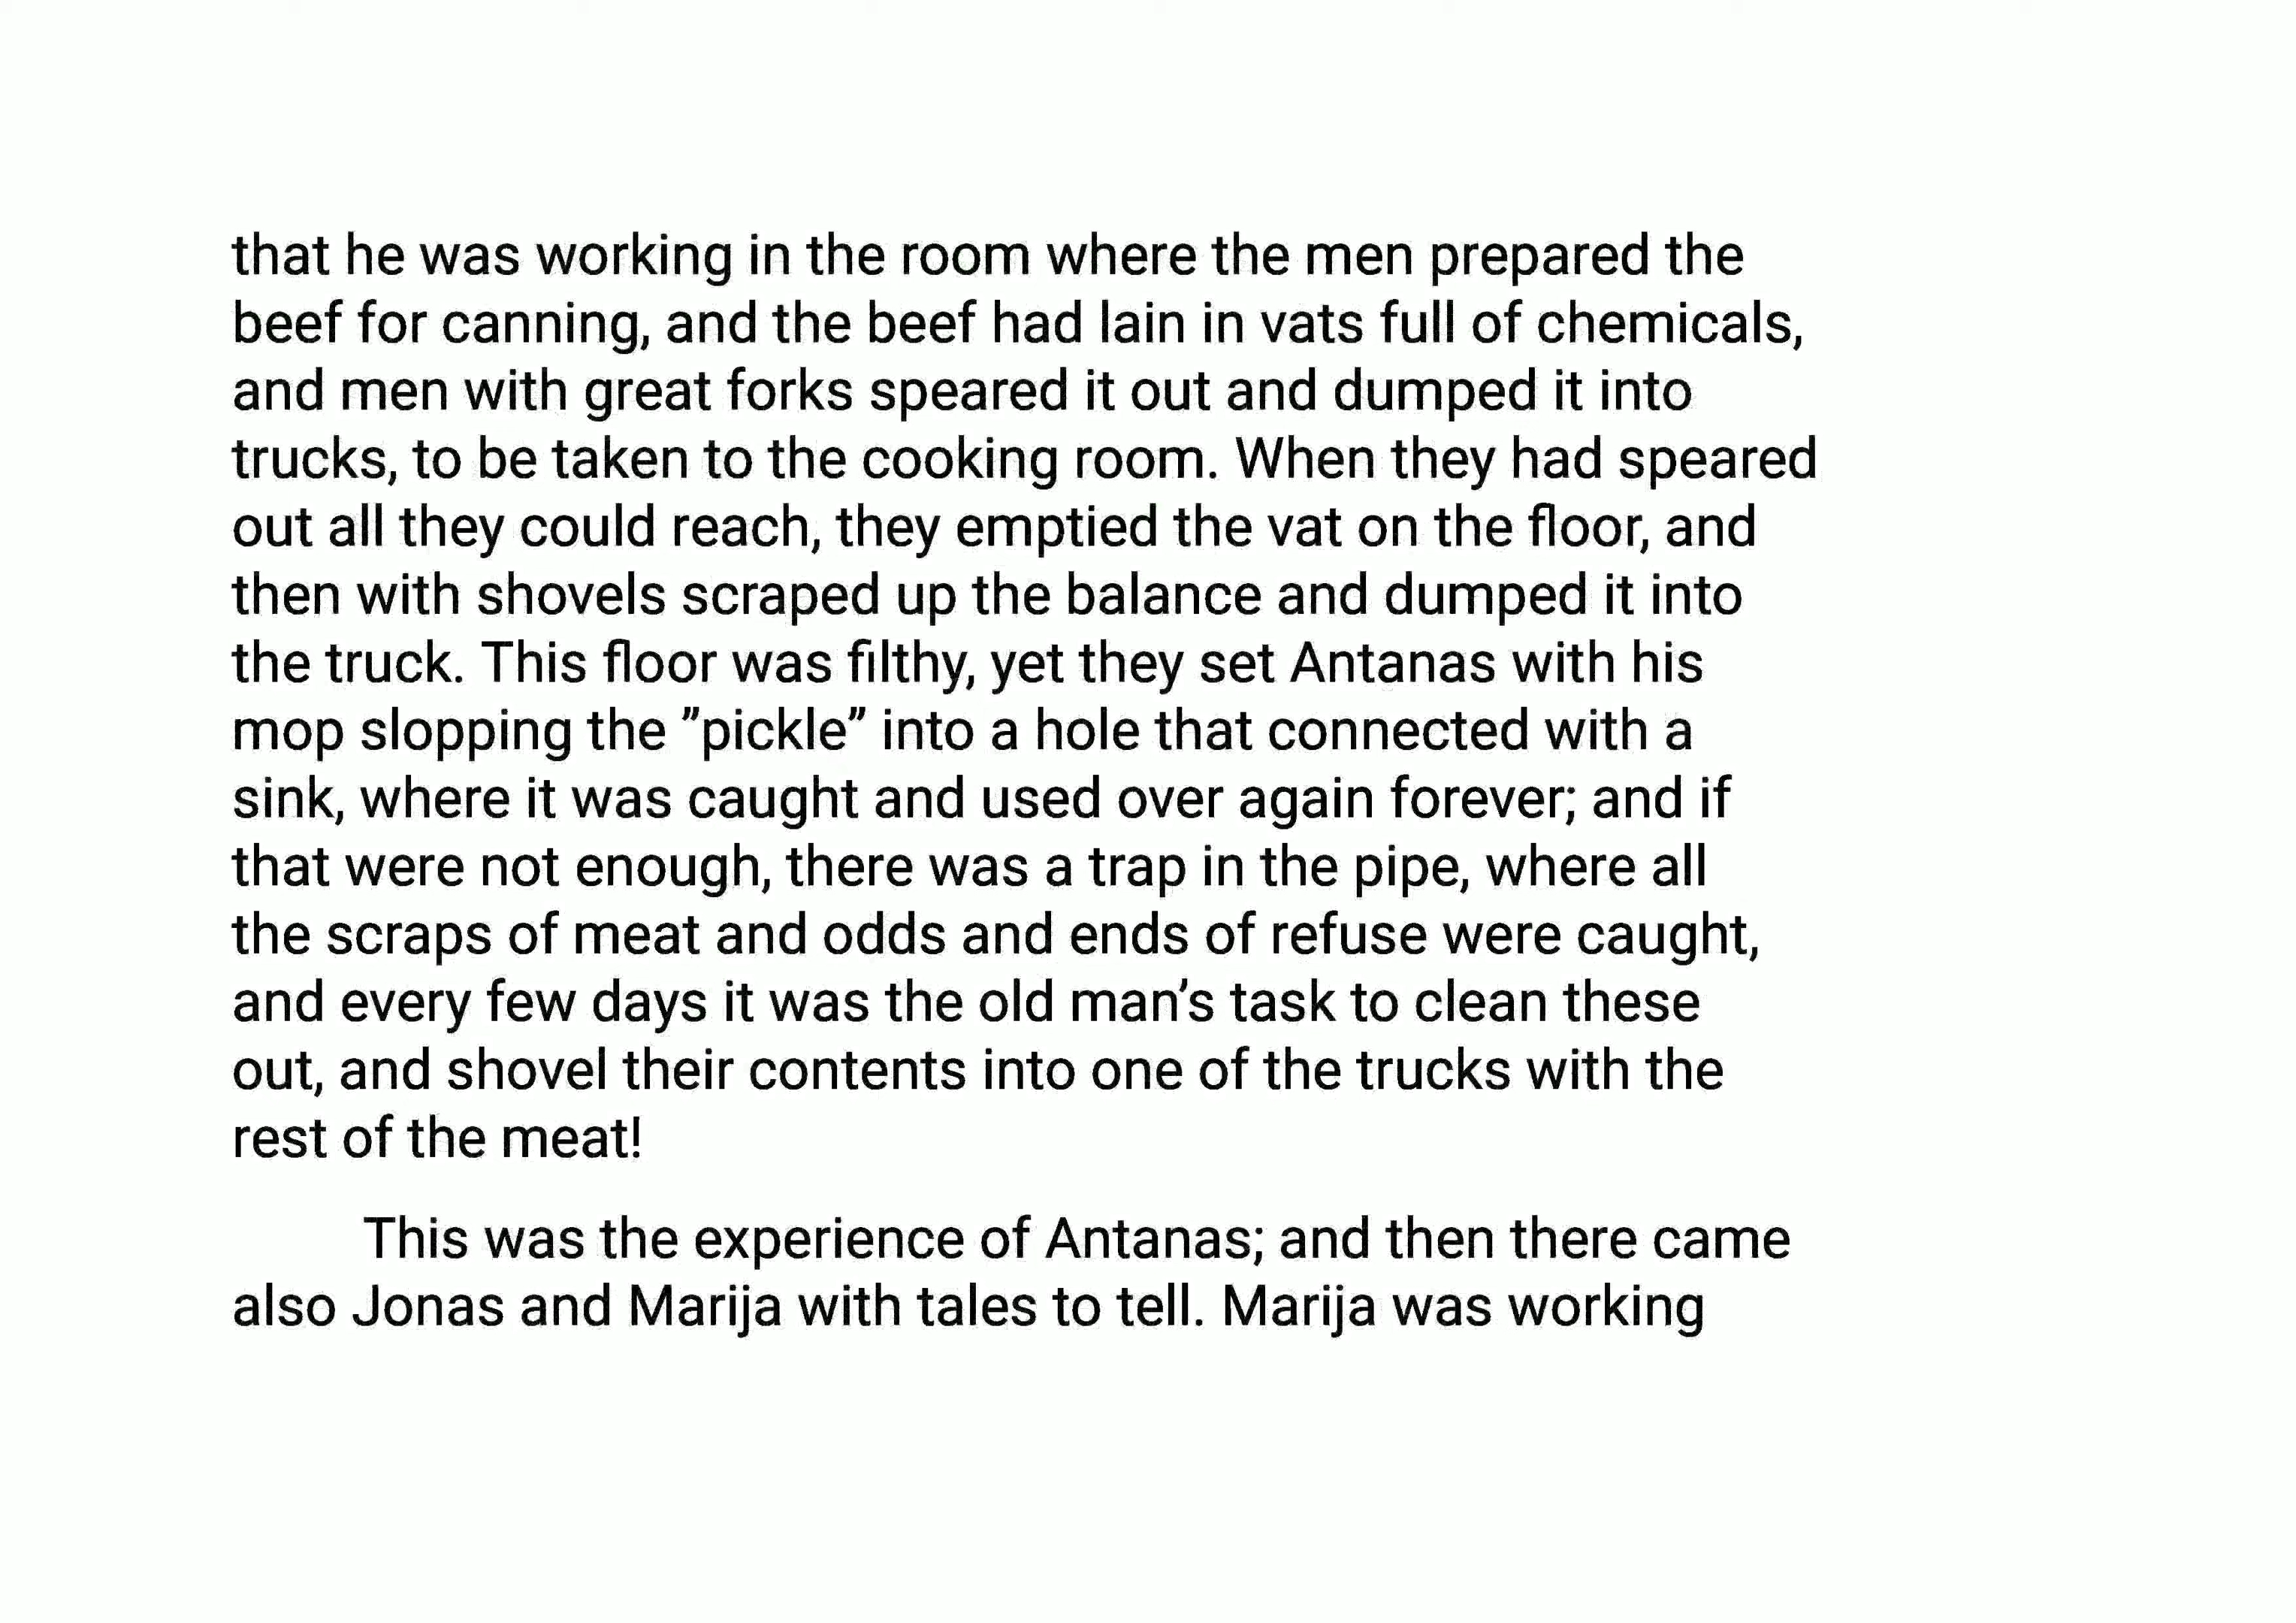 that he was working in the room where the men prepared the
beef for canning, and the beef had lain in vats full of chemicals,
and men with great forks speared it out and dumped it into
trucks, to be taken to the cooking room. When they had speared
out all they could reach, they emptied the vat on the floor, and
then with shovels scraped up the balance and dumped it into
the truck. This floor was filthy, yet they set Antanas with his
mop slopping the ”pickle” into a hole that connected with a
sink, where it was caught and used over again forever; and if
that were not enough, there was a trap in the pipe, where all
the scraps of meat and odds and ends of refuse were caught,
and every few days it was the old man’s task to clean these
out, and shovel their contents into one of the trucks with the
rest of the meat!
This was the experience of Antanas; and then there came
also Jonas and Marija with tales to tell. Marija was working